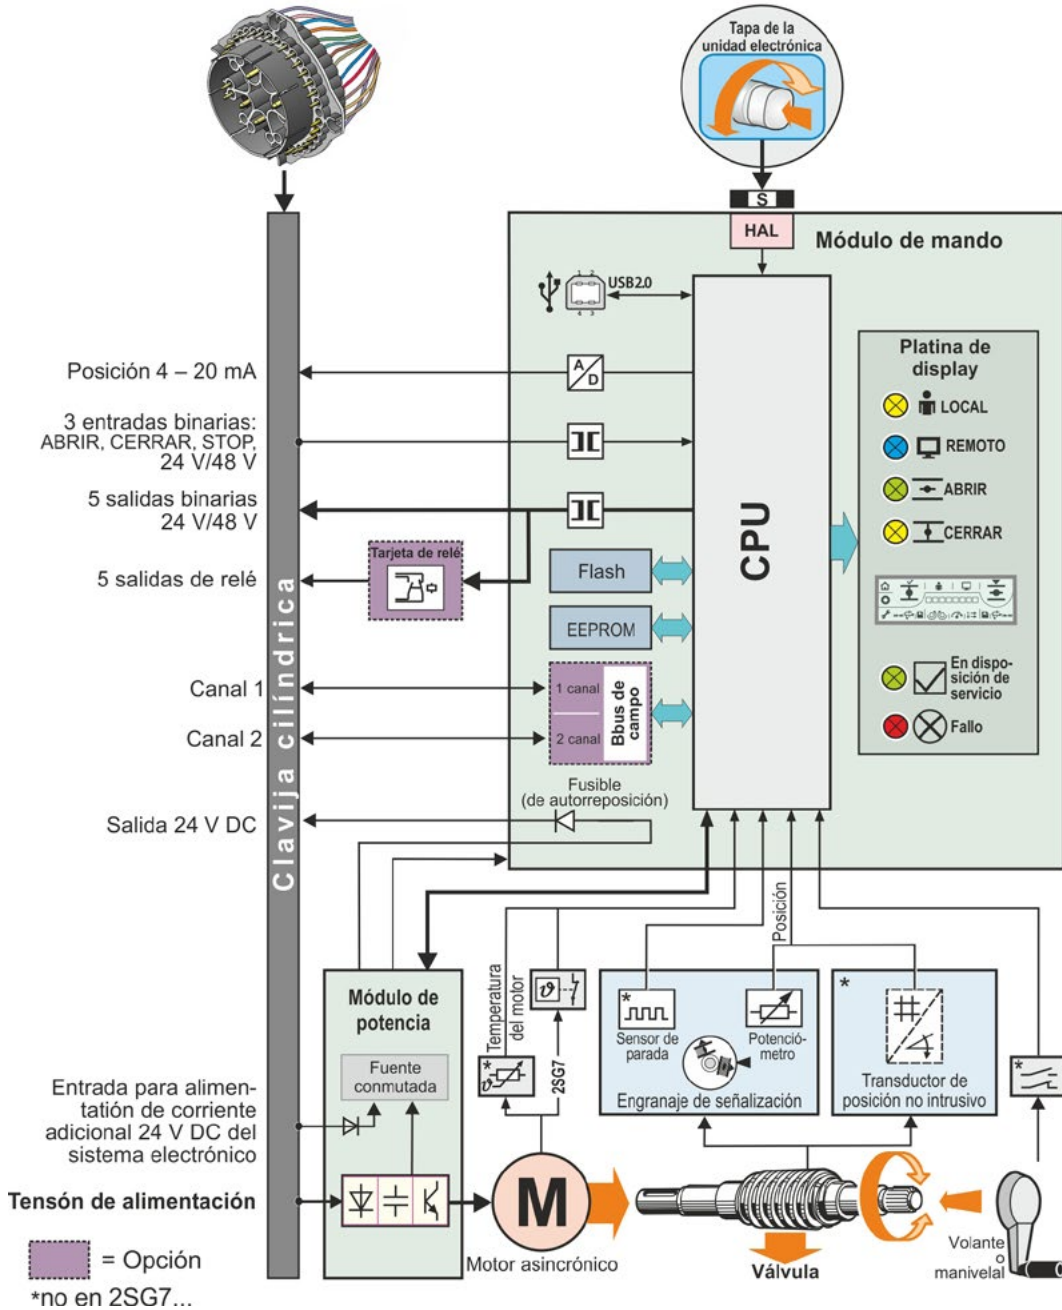 Tapa de la
unidad electrónica
S
HAL
Módulo de mando
1 2
USB2.0
4 3
Platina de
display
LOCAL
REMOTO
ABRIR
CERRAR
En dispo-
sición de
servicio
Fallo
Posición 4 – 20 mA
A
D
3 entradas binarias:
ABRIR, CERRAR, STOP,
24 V/48 V
5 salidas binarias
24 V/48 V
Tarjeta de relé
5 salidas de relé
Flash
EEPROM
CPU
Canal 1
1 canal
Canal 2
2 canal
Bbus de
campo
Clavija cilíndrica
Fusible
(de autorreposición)
Salida 24 V DC
Módulo de
potencia
Fuente
conmutada
Temperatura
del motor
*
ϑ
ϑ
2SG7
Posición
*
Sensor de
parada
Potenció-
metro
Engranaje de señalización
*
Transductor de
posición no intrusivo
*
Entrada para alimen-
tatión de corriente
adicional 24 V DC del
sistema electrónico
Tensón de alimentación
M
Motor asincrónico
Válvula
Volante
o
manivelal
= Opción
*no en 2SG7...